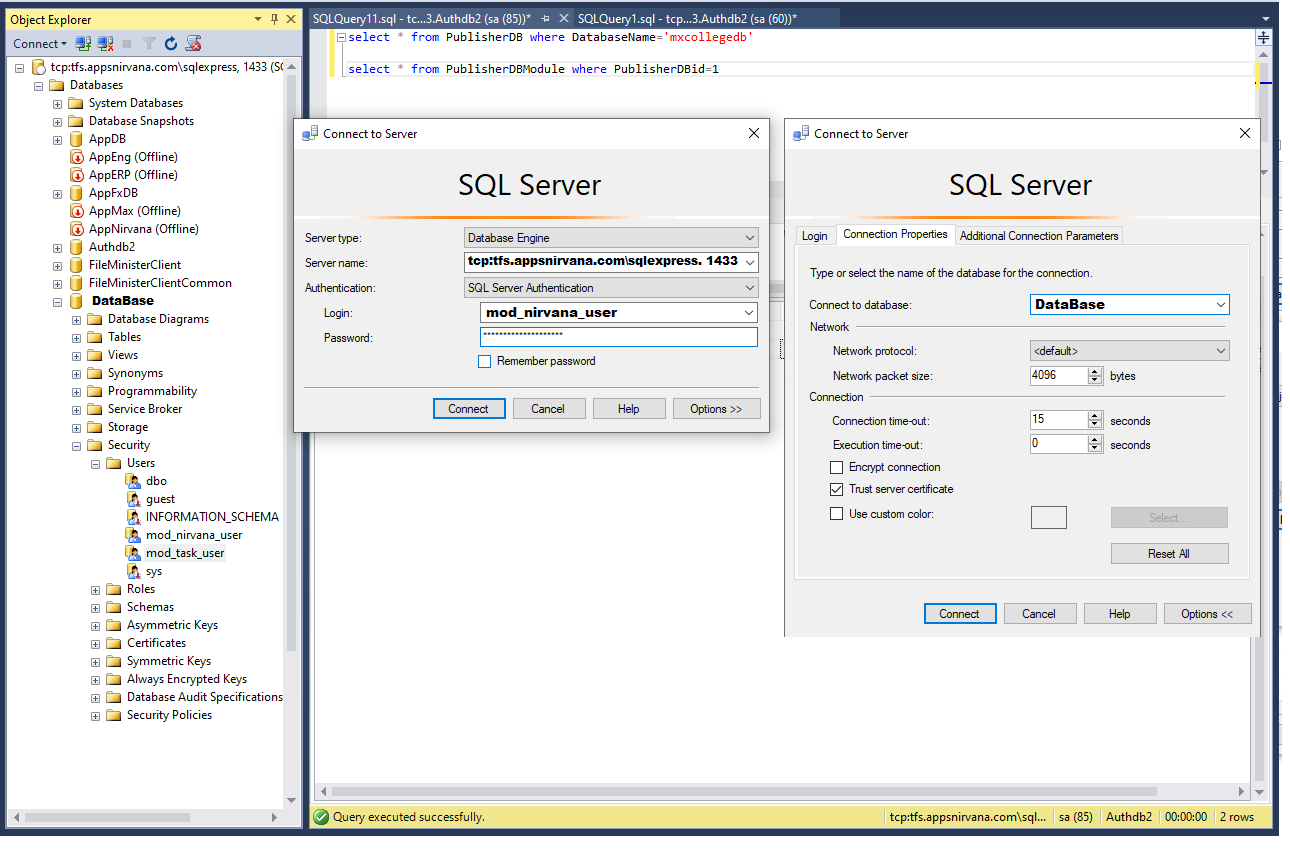 Object Explorer
Connect
tcp:tfs.appsnirvana.com\sqlexpress, 1433 (S
Databases
System Databases
Database Snapshots
AppDB
AppEng (Offline)
AppERP (Offline)
AppFxDB
AppMax (Offline)
AppNirvana (Offline)
Authdb2
FileMinisterClient
FileMinisterClientCommon
DataBase
Database Diagrams
Tables
Views
Synonyms
Programmability
Service Broker
Storage
Security
Users
dbo
guest
INFORMATION_SCHEMA
mod_nirvana_user
mod_task_user
sys
Roles
Schemas
Asymmetric Keys
Certificates
Symmetric Keys
Always Encrypted Keys
Database Audit Specifications
Security Policies
SQLQuery11.sql - tc...3.Authdb2 (sa (85))*
SQLQuery1.sql - tcp...3.Authdb2 (sa (60))*
select * from PublisherDB where DatabaseName='mxcollegedb'
select * from PublisherDBModule where PublisherDBid=1
Connect to Server
SQL Server
Server type: Database Engine
Server name: tcp:tfs.appsnirvana.com\sqlexpress. 1433
Authentication: SQL Server Authentication
Login: mod_nirvana_user
Password: ********************
Remember password
Connect Cancel Help Options >>
Connect to Server
SQL Server
Login Connection Properties Additional Connection Parameters
Type or select the name of the database for the connection.
Connect to database: DataBase
Network
Network protocol: <default>
Network packet size: 4096 bytes
Connection
Connection time-out: 15 seconds
Execution time-out: 0 seconds
Encrypt connection
Trust server certificate
Use custom color: Select...
Reset All
Connect Cancel Help Options <<
Query executed successfully. tcp:tfs.appsnirvana.com\sql... sa (85) Authdb2 00:00:00 2 rows